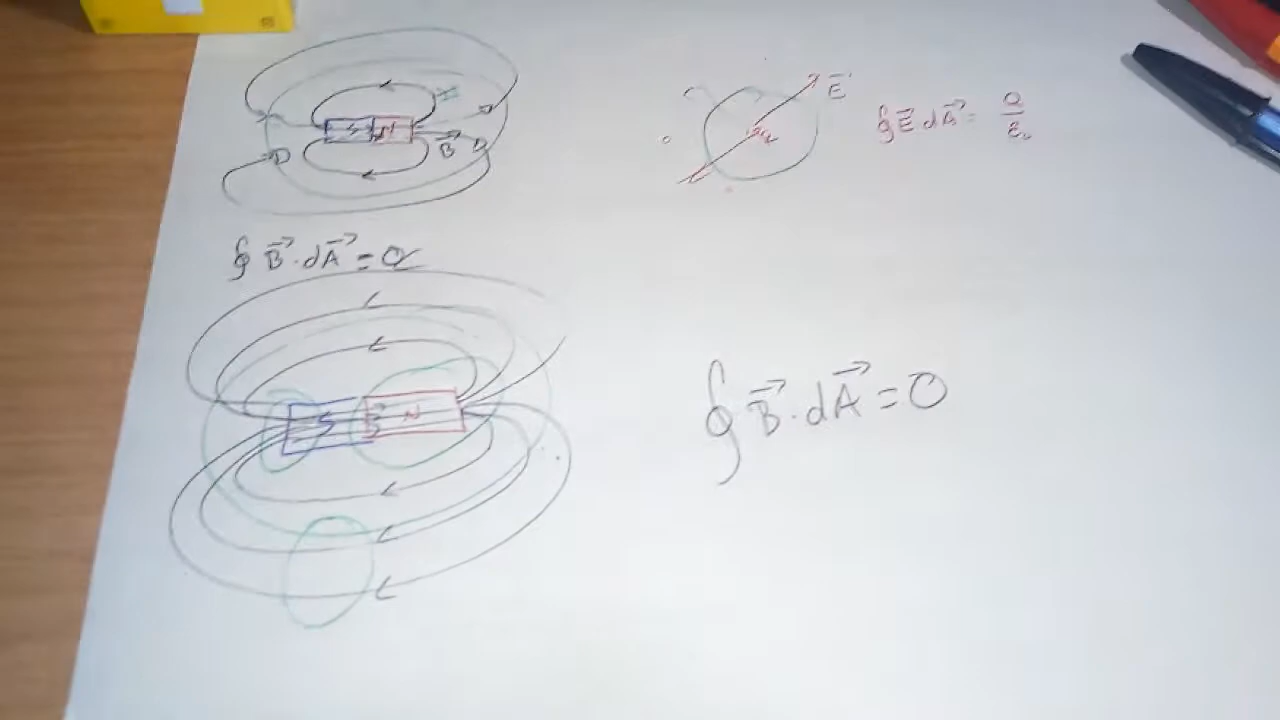 S N
B⃗
E⃗
∮ E⃗ dA⃗ = Q/ε₀
∮ B⃗ · dA⃗ = 0
S N
∮ B⃗ · dA⃗ = 0